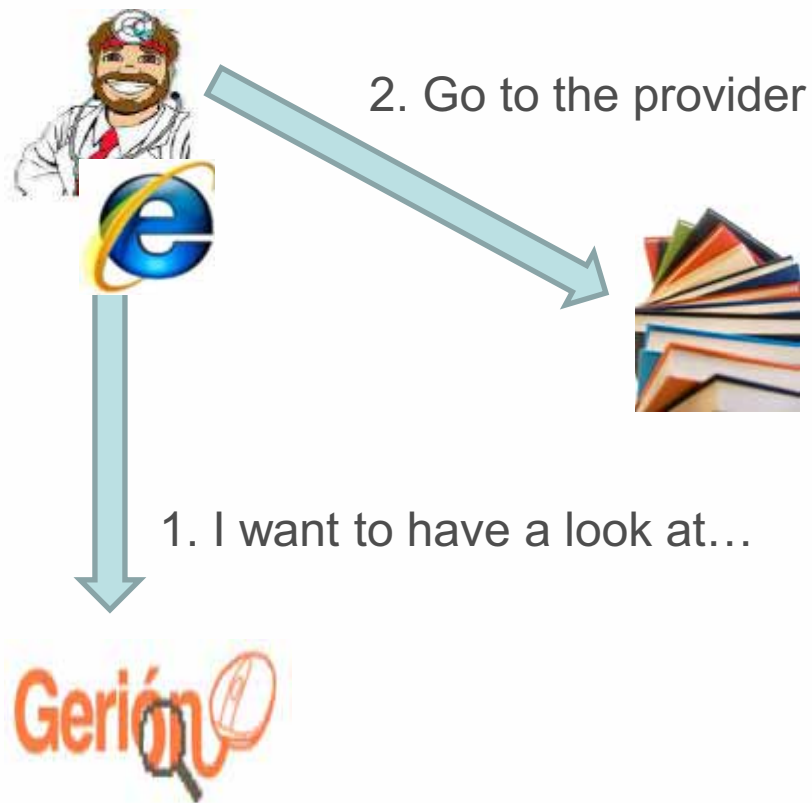 2. Go to the provider
1. I want to have a look at…
Gerión